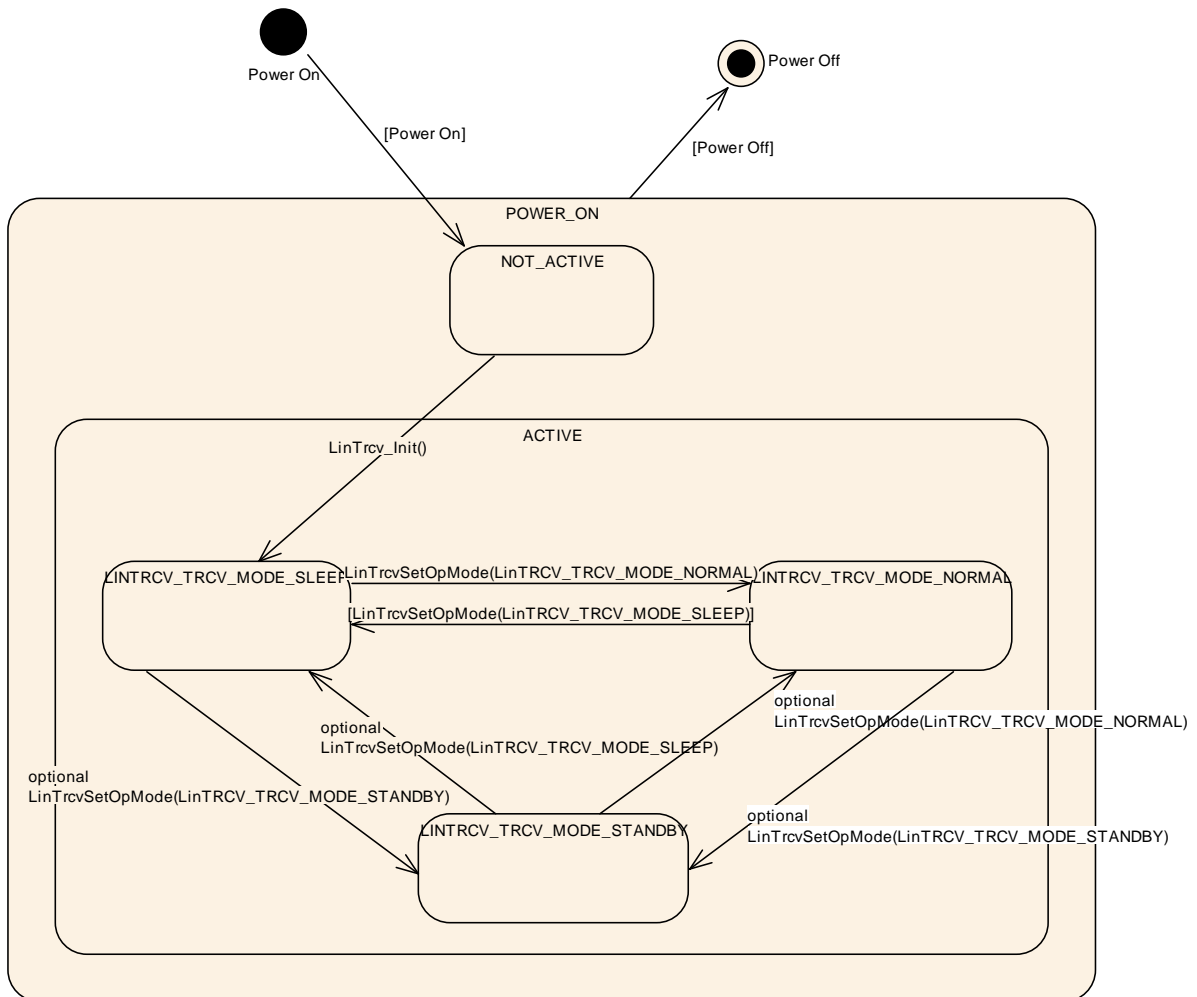 Power On
Power Off
[Power On]
[Power Off]
POWER_ON
NOT_ACTIVE
ACTIVE
LinTrcv_Init()
LINTRCV_TRCV_MODE_SLEEP
LinTrcvSetOpMode(LinTRCV_TRCV_MODE_NORMAL)
LINTRCV_TRCV_MODE_NORMAL
[LinTrcvSetOpMode(LinTRCV_TRCV_MODE_SLEEP)]
optional
LinTrcvSetOpMode(LinTRCV_TRCV_MODE_NORMAL)
optional
LinTrcvSetOpMode(LinTRCV_TRCV_MODE_SLEEP)
optional
LinTrcvSetOpMode(LinTRCV_TRCV_MODE_STANDBY)
optional
LinTrcvSetOpMode(LinTRCV_TRCV_MODE_STANDBY)
LINTRCV_TRCV_MODE_STANDBY